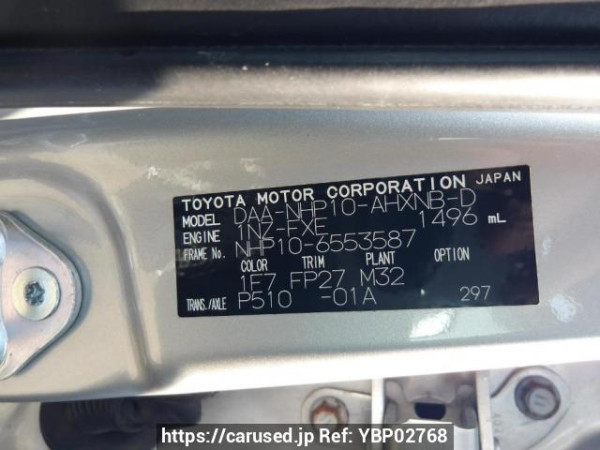 TOYOTA MOTOR CORPORATION JAPAN
MODEL DAA-NHP10-AHXNB-D
ENGINE 1NZ-FXE 1496 mL
FRAME No. NHP10-6553587
COLOR TRIM PLANT OPTION
1F7 FP27 M32
TRANS./AXLE P510 -01A 297
https://carused.jp Ref: YBP02768